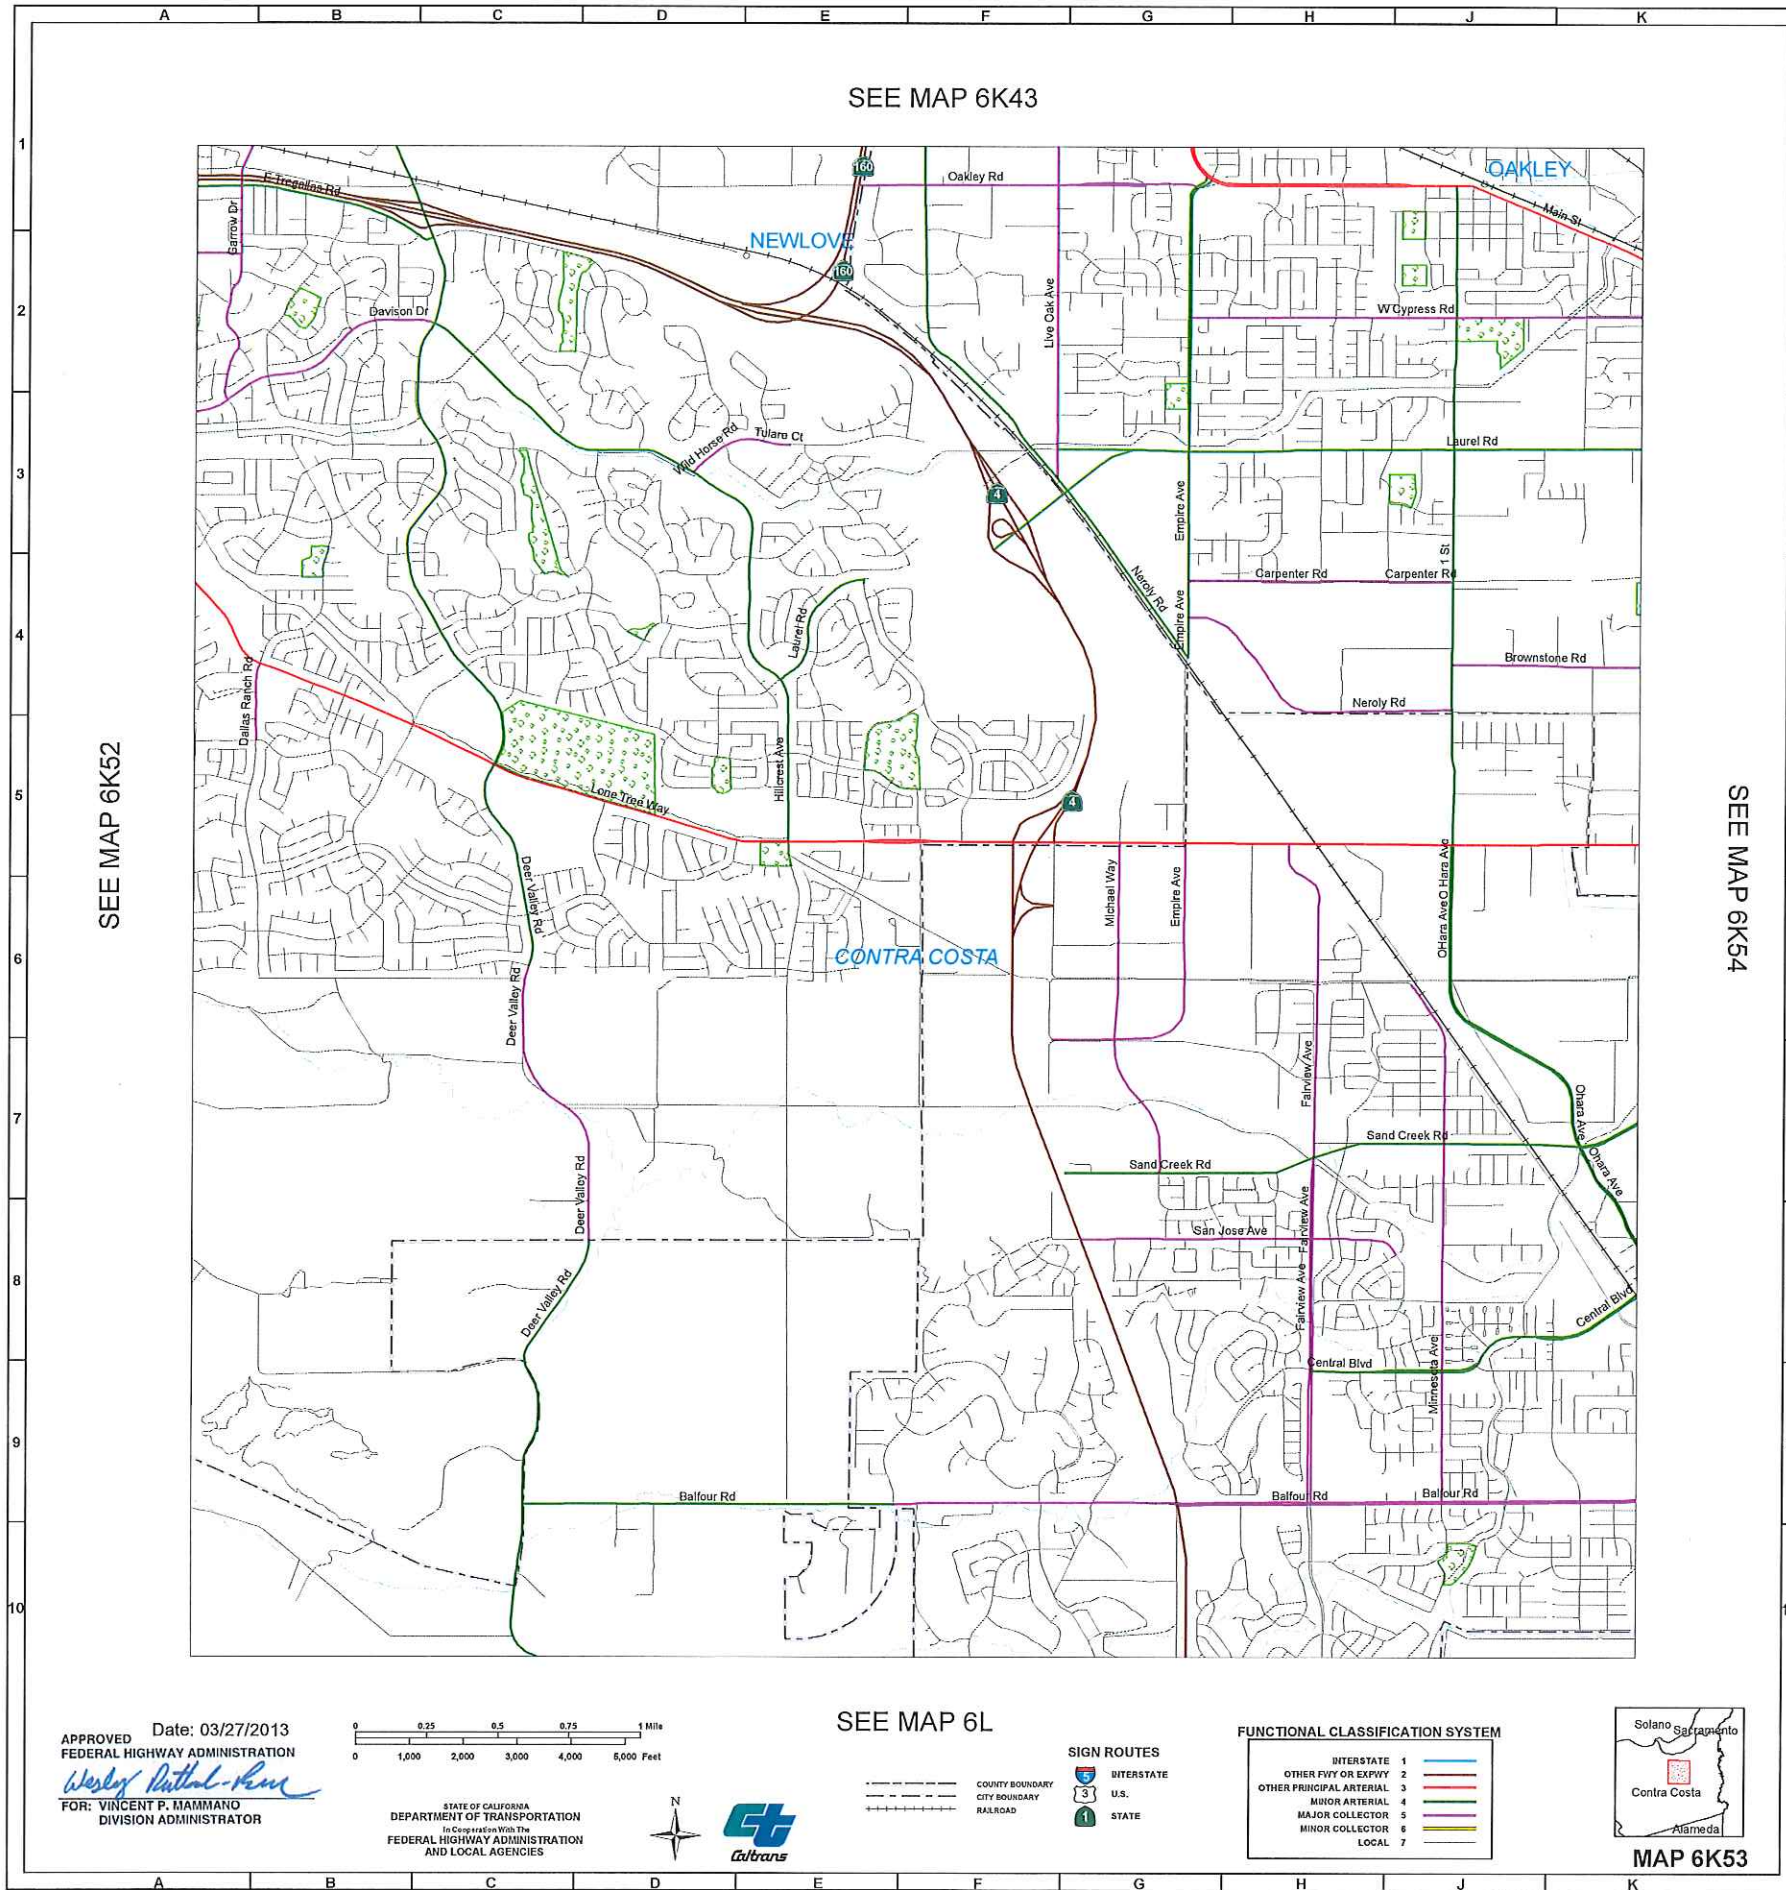 A B C D E F G H J K
SEE MAP 6K43
1
2
3
4
5
6
7
8
9
10
SEE MAP 6K52
SEE MAP 6K54
160
Oakley Rd
OAKLEY
E Tregallas Rd
Garrow Dr
Main St
NEWLOVE
160
Live Oak Ave
Davison Dr
W Cypress Rd
Wild Horse Rd
Tulare Ct
Laurel Rd
4
Empire Ave
1 St
Neroly Rd
Carpenter Rd
Carpenter Rd
Empire Ave
Laurel Rd
Brownstone Rd
Dallas Ranch Rd
Neroly Rd
Hillcrest Ave
Lone Tree Way
4
Deer Valley Rd
Michael Way
Empire Ave
O Hara Ave
OHara Ave
CONTRA COSTA
Deer Valley Rd
Fairview Ave
Ohara Ave
Sand Creek Rd
Sand Creek Rd
Ohara Ave
Deer Valley Rd
Fairview Ave
San Jose Ave
Deer Valley Rd
Fairview Ave
Central Blvd
Central Blvd
Minnesota Ave
Balfour Rd
Balfour Rd
Balfour Rd
SEE MAP 6L
APPROVED Date: 03/27/2013
FEDERAL HIGHWAY ADMINISTRATION
FOR: VINCENT P. MAMMANO
DIVISION ADMINISTRATOR
0 0.25 0.5 0.75 1 Mile
0 1,000 2,000 3,000 4,000 5,000 Feet
STATE OF CALIFORNIA
DEPARTMENT OF TRANSPORTATION
In Cooperation With The
FEDERAL HIGHWAY ADMINISTRATION
AND LOCAL AGENCIES
N
Caltrans
COUNTY BOUNDARY
CITY BOUNDARY
RAILROAD
SIGN ROUTES
5 INTERSTATE
3 U.S.
1 STATE
FUNCTIONAL CLASSIFICATION SYSTEM
INTERSTATE 1
OTHER FWY OR EXPWY 2
OTHER PRINCIPAL ARTERIAL 3
MINOR ARTERIAL 4
MAJOR COLLECTOR 5
MINOR COLLECTOR 6
LOCAL 7
Solano Sacramento
Contra Costa
Alameda
MAP 6K53
A B C D E F G H J K